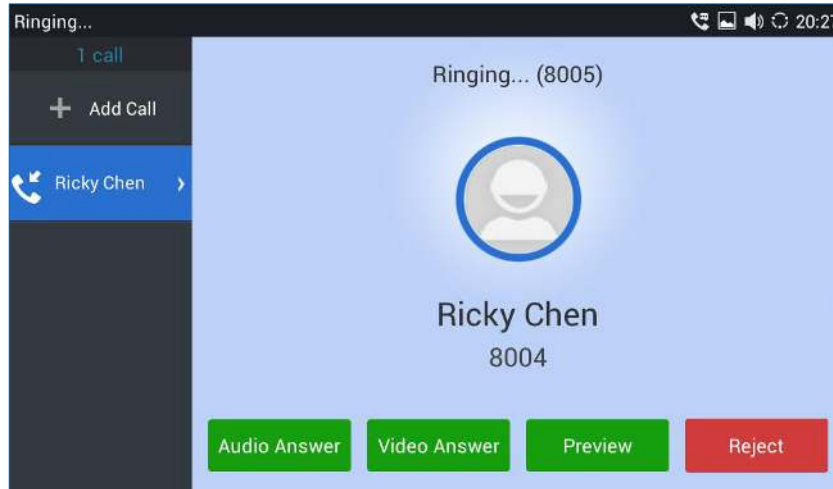 Ringing...
20:27
1 call
Add Call
Ricky Chen
Ringing... (8005)
Ricky Chen
8004
Audio Answer
Video Answer
Preview
Reject